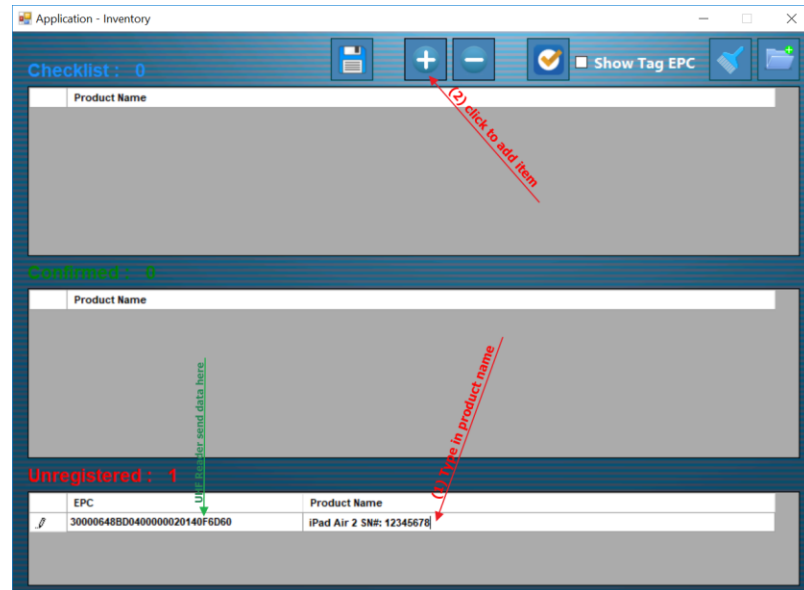 Application - Inventory
Checklist : 0
Show Tag EPC
(2) click to add item
Product Name
Confirmed : 0
Product Name
UHF Reader send data here
(1) Type in product name
Unregistered : 1
EPC Product Name
30000648BD0400000020140F6D60 iPad Air 2 SN#: 12345678